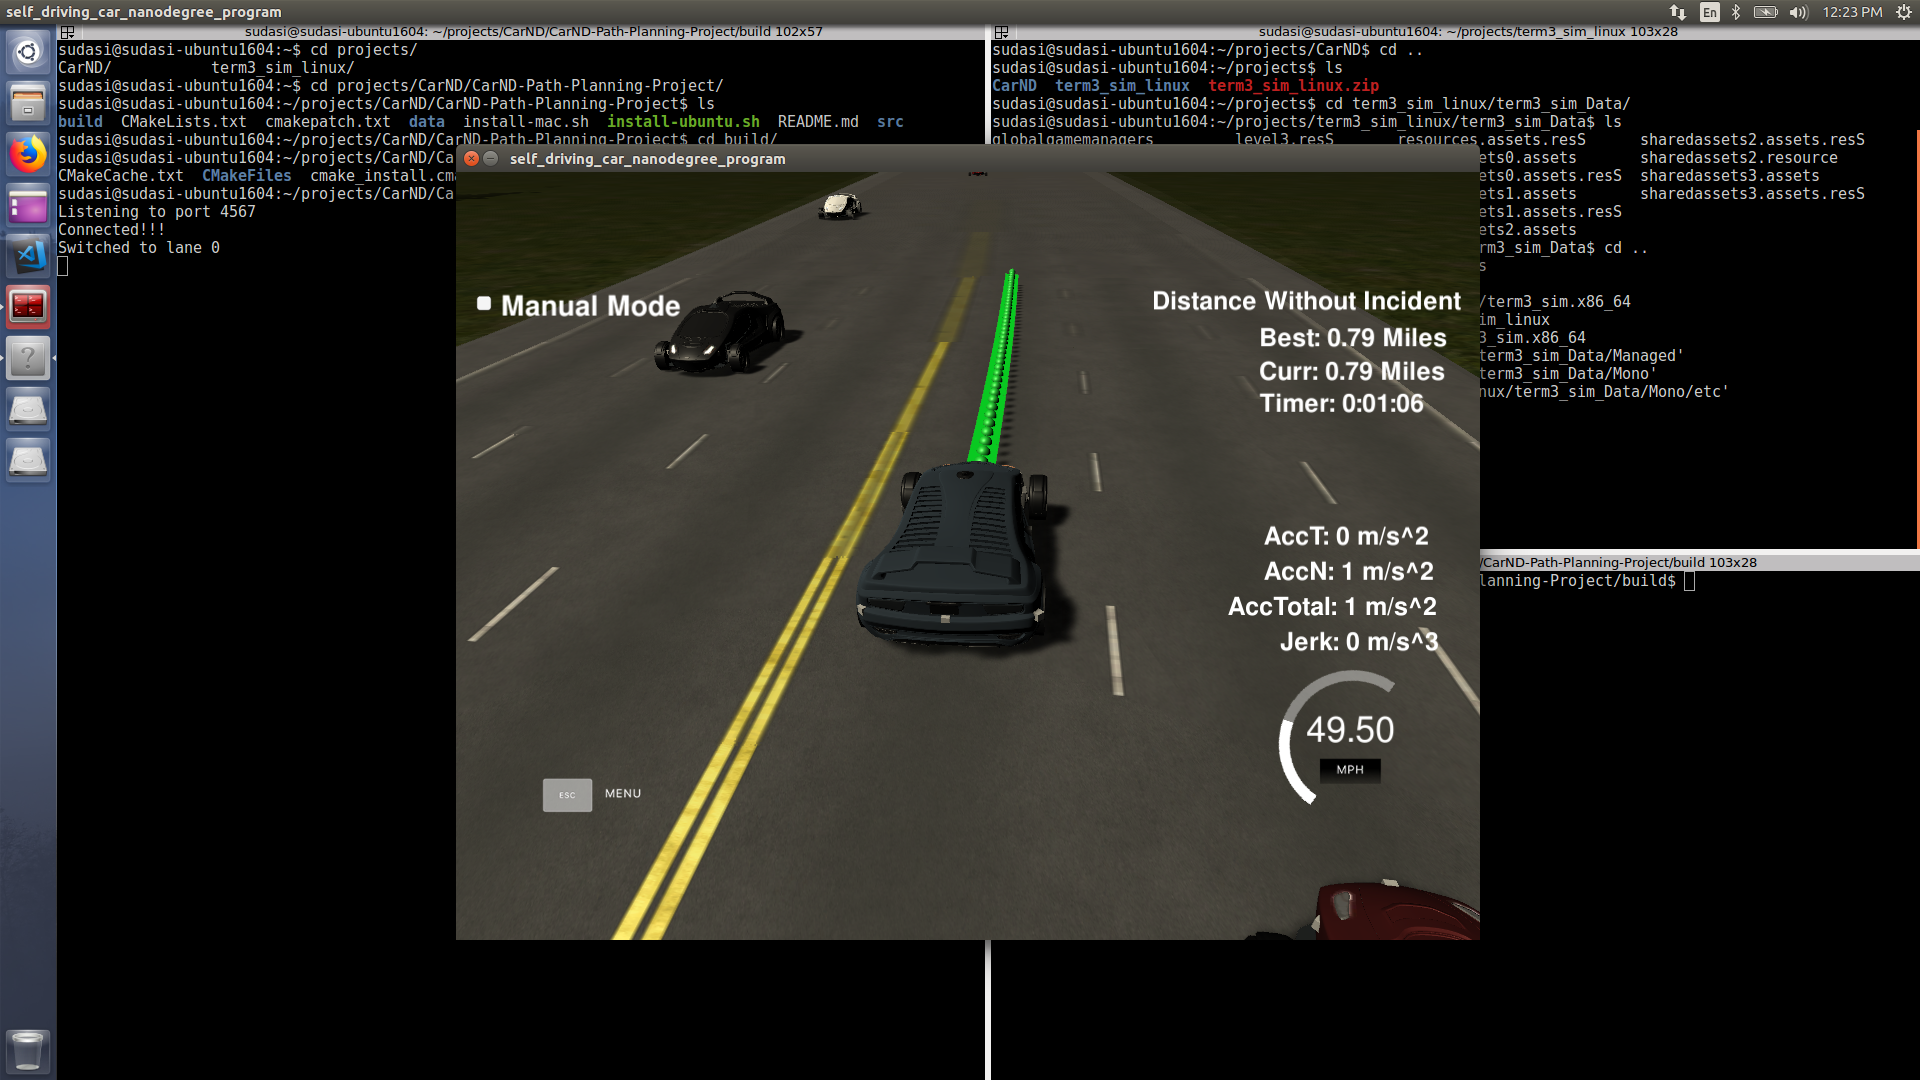 self_driving_car_nanodegree_program
En
12:23 PM
sudasi@sudasi-ubuntu1604: ~/projects/CarND/CarND-Path-Planning-Project/build 102x57
sudasi@sudasi-ubuntu1604:~$ cd projects/
CarND/ term3_sim_linux/
sudasi@sudasi-ubuntu1604:~$ cd projects/CarND/CarND-Path-Planning-Project/
sudasi@sudasi-ubuntu1604:~/projects/CarND/CarND-Path-Planning-Project$ ls
build CMakeLists.txt cmakepatch.txt data install-mac.sh install-ubuntu.sh README.md src
sudasi@sudasi-ubuntu1604:~/projects/CarND/CarND-Path-Planning-Project$ cd build/
sudasi@sudasi-ubuntu1604:~/projects/CarND/Ca
CMakeCache.txt CMakeFiles cmake_install.cm
sudasi@sudasi-ubuntu1604:~/projects/CarND/Ca
Listening to port 4567
Connected!!!
Switched to lane 0
sudasi@sudasi-ubuntu1604: ~/projects/term3_sim_linux 103x28
sudasi@sudasi-ubuntu1604:~/projects/CarND$ cd ..
sudasi@sudasi-ubuntu1604:~/projects$ ls
CarND term3_sim_linux term3_sim_linux.zip
sudasi@sudasi-ubuntu1604:~/projects$ cd term3_sim_linux/term3_sim_Data/
sudasi@sudasi-ubuntu1604:~/projects/term3_sim_linux/term3_sim_Data$ ls
globalgamemanagers level3.resS resources.assets.resS sharedassets2.assets.resS
ets0.assets sharedassets2.resource
ets0.assets.resS sharedassets3.assets
ets1.assets sharedassets3.assets.resS
ets1.assets.resS
ets2.assets
rm3_sim_Data$ cd ..
s
/term3_sim.x86_64
im_linux
3_sim.x86_64
term3_sim_Data/Managed'
term3_sim_Data/Mono'
nux/term3_sim_Data/Mono/etc'
/CarND-Path-Planning-Project/build 103x28
lanning-Project/build$
self_driving_car_nanodegree_program
Manual Mode
Distance Without Incident
Best: 0.79 Miles
Curr: 0.79 Miles
Timer: 0:01:06
AccT: 0 m/s^2
AccN: 1 m/s^2
AccTotal: 1 m/s^2
Jerk: 0 m/s^3
49.50
MPH
ESC MENU